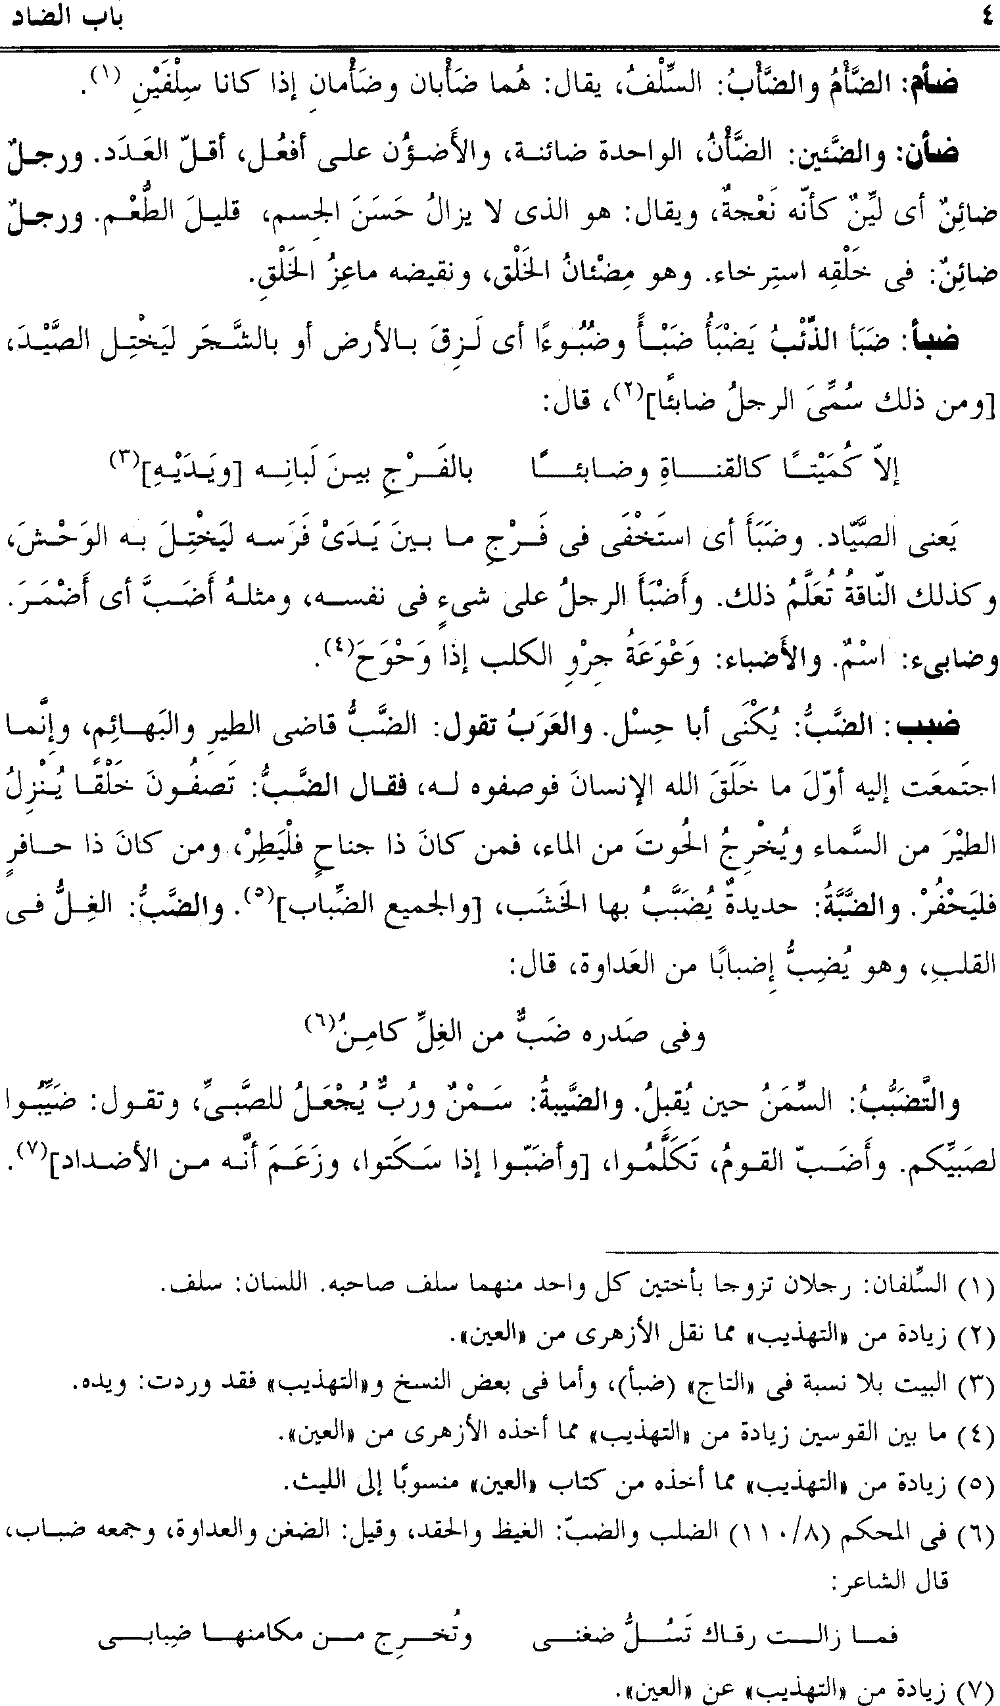 ٤ باب الضاد
ضأم: الضَّأْمُ والضَّأْبُ: السِّلْفُ، يقال: هُما ضَأْبان وضَأْمانِ إذا كانا سِلْفَيْنِ (١).
ضأن: والضَّئين: الضَّأْنُ، الواحدة ضائنة، والأَضؤُن على أفعُل، أقلّ العَدَد. ورجلٌ
ضائِنٌ أى ليِّنٌ كأنّه نَعْجةٌ، ويقال: هو الذى لا يزالُ حَسَنَ الجِسم، قليلَ الطُّعْم. ورجلٌ
ضائِنٌ: فى خَلْقِه استِرخاء. وهو مِضْئانُ الخَلْق، ونقيضه ماعِزُ الخَلْقِ.
ضبأ: ضَبَأ الذّئبُ يَضْبَأُ ضَبْأً وضُبُوءًا أى لَزِقَ بالأرض أو بالشَّجَر ليَختِل الصَّيْدَ،
[ومن ذلك سُمِّىَ الرجلُ ضابئًا](٢)، قال:
إلاّ كُمَيْتًا كالقناةِ وضابئًا بالفَرْجِ بينَ لَبانِه [ويَدَيْهِ](٣)
يَعنى الصَّيّاد. وضَبَأَ أى استَخْفَى فى فَرْجِ ما بينَ يَدَىْ فَرَسه ليَخْتِلَ به الوَحْشَ،
وكذلك النّاقةُ تُعَلَّمُ ذلك. وأَضْبَأَ الرجلُ على شىءٍ فى نفسه، ومثلهُ أَضَبَّ أى أَضْمَرَ.
وضابىء: اسْمٌ. والأَضباء: وَعْوَعَةُ جِرْوِ الكلب إذا وَحْوَحَ(٤).
ضبب: الضَّبُّ: يُكْنَى أبا حِسْل. والعَرَبُ تقول: الضَّبُّ قاضى الطيرِ والبَهائِم، وإنَّما
اجتَمعَت إليه أوّلَ ما خَلَقَ الله الإنسانَ فوصفوه له، فقال الضَّبُّ: تَصفُونَ خَلْقًا يُنْزِلُ
الطيْرَ من السَّماء ويُخْرِجُ الحُوتَ من الماء، فمن كانَ ذا جناحٍ فلْيَطِرْ، ومن كانَ ذا حافرٍ
فليَحْفُرْ. والضَّبَّةُ: حديدةٌ يُضَبَّبُ بها الخَشَب، [والجميع الضِّباب](٥). والضَّبُّ: الغِلُّ فى
القلبِ، وهو يُضِبُّ إضبابًا من العَداوة، قال:
وفى صَدره ضَبٌّ من الغِلِّ كامِنُ(٦)
والتَّضَبُّبُ: السِّمَنُ حين يُقبِلُ. والضَّيبةُ: سَمْنٌ ورُبٌّ يُجْعَلُ للصَّبىِّ، وتقول: ضَيِّبُوا
لصَبيِّكم. وأَضَبّ القومُ، تَكَلَّمُوا، [وأضَبّوا إذا سَكَتوا، وزَعَمَ أنَّه من الأضداد](٧).
(١) السِّلفان: رجلان تزوجا بأختين كل واحد منهما سلف صاحبه. اللسان: سلف.
(٢) زيادة من «التهذيب» مما نقل الأزهرى من «العين».
(٣) البيت بلا نسبة فى «التاج» (ضبأ)، وأما فى بعض النسخ و«التهذيب» فقد وردت: ويده.
(٤) ما بين القوسين زيادة من «التهذيب» مما أخذه الأزهرى من «العين».
(٥) زيادة من «التهذيب» مما أخذه من كتاب «العين» منسوبًا إلى الليث.
(٦) فى المحكم (١١٠/٨) الضلب والضبّ: الغيظ والحقد، وقيل: الضغن والعداوة، وجمعه ضباب،
قال الشاعر:
فما زالت رقاك تَسُلُّ ضغنى وتُخرِج من مكامنها ضِبابى
(٧) زيادة من «التهذيب» عن «العين».